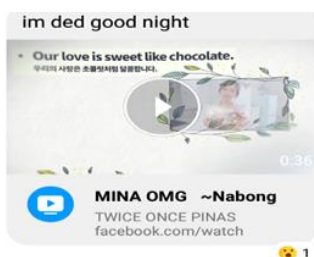 im ded good night
• Our love is sweet like chocolate.
우리의 사랑은 초콜릿처럼 달콤합니다.
0:36
MINA OMG ~Nabong
TWICE ONCE PINAS
facebook.com/watch
1